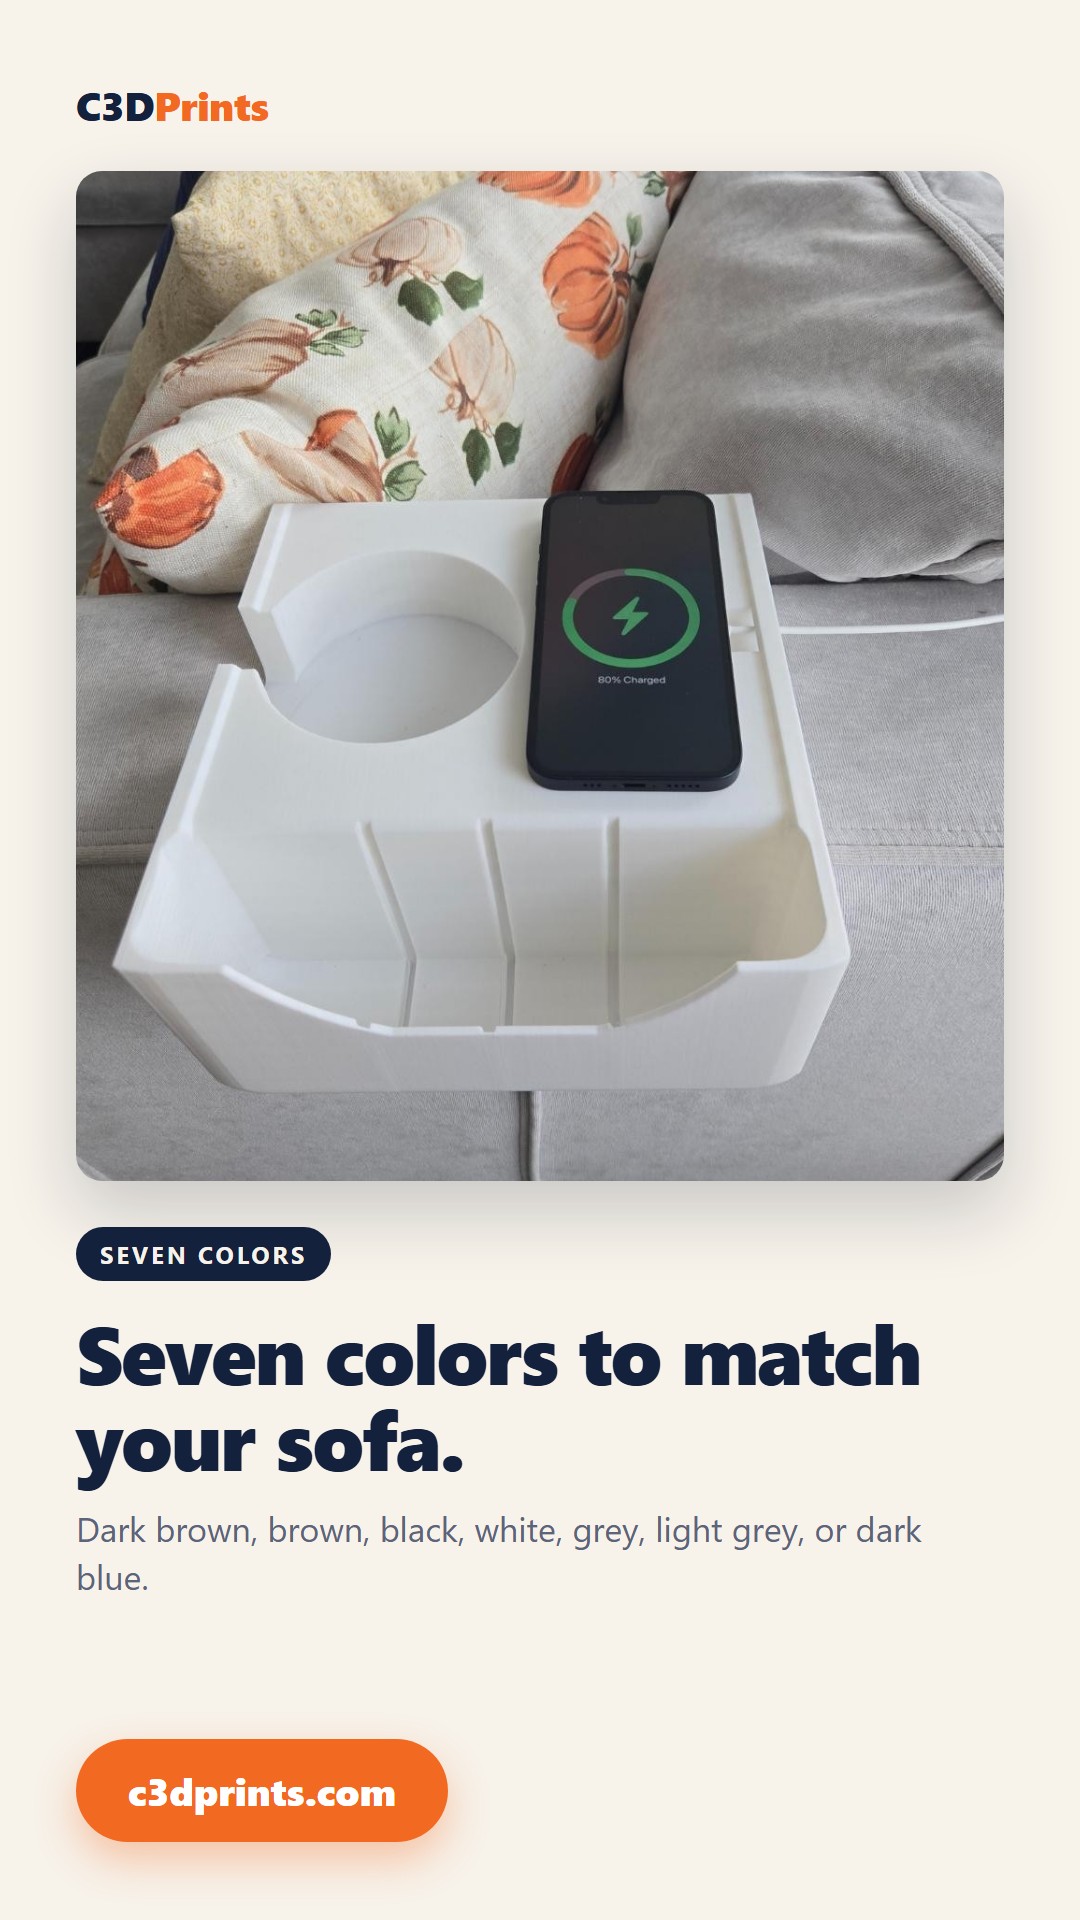 C3DPrints
80% Charged
SEVEN COLORS
Seven colors to match
your sofa.
Dark brown, brown, black, white, grey, light grey, or dark
blue.
c3dprints.com